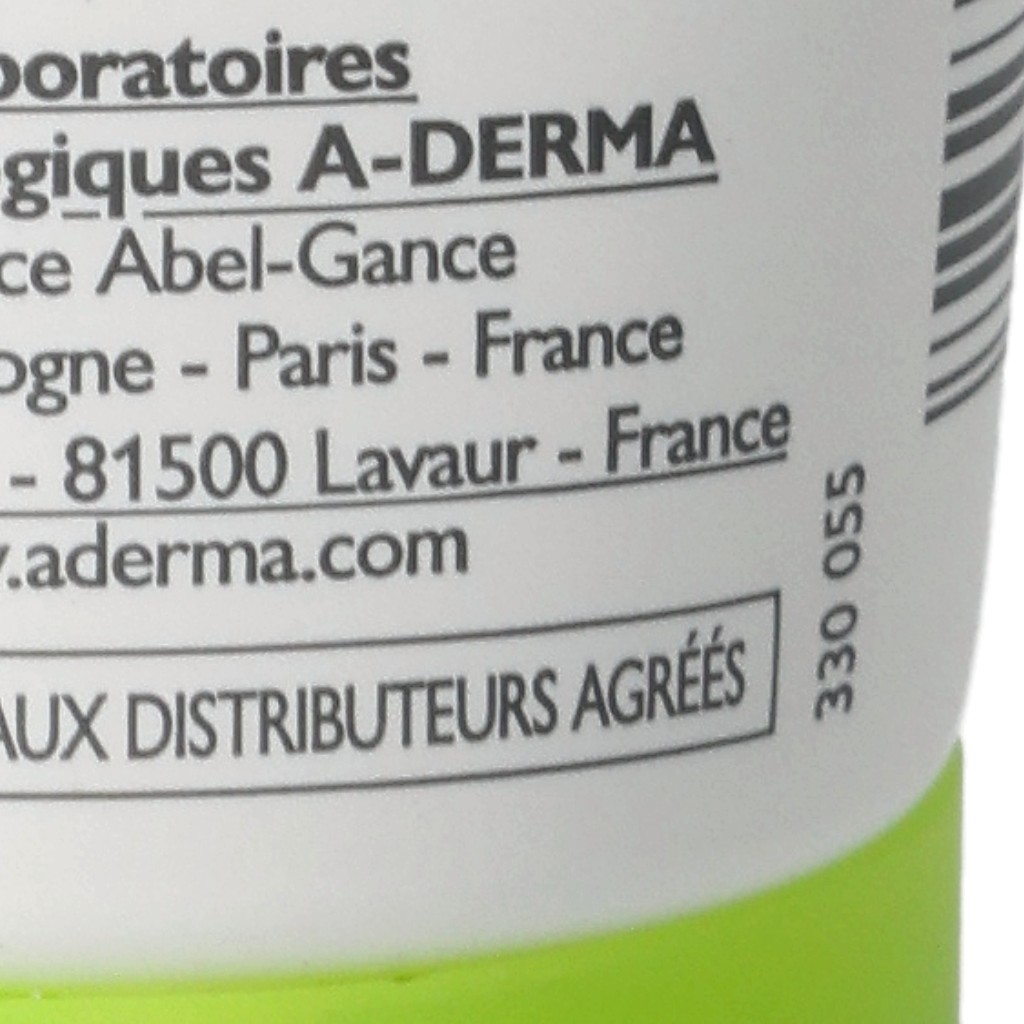 boratoires
giques A-DERMA
ce Abel-Gance
ogne - Paris - France
- 81500 Lavaur - France
.aderma.com
AUX DISTRIBUTEURS AGRÉÉS
330 055